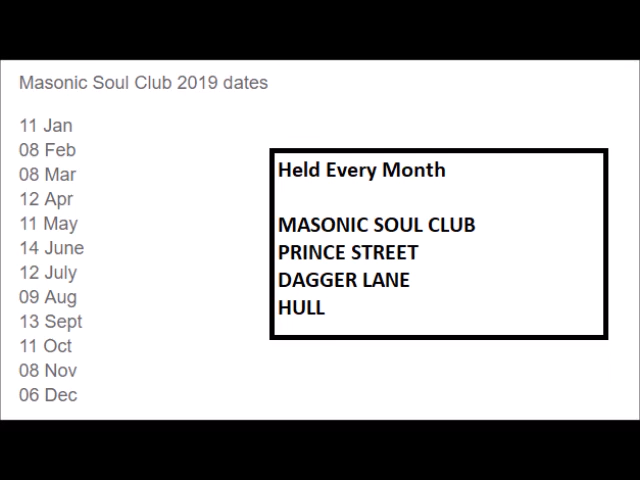 Masonic Soul Club 2019 dates
11 Jan
08 Feb
08 Mar
12 Apr
11 May
14 June
12 July
09 Aug
13 Sept
11 Oct
08 Nov
06 Dec
Held Every Month
MASONIC SOUL CLUB
PRINCE STREET
DAGGER LANE
HULL